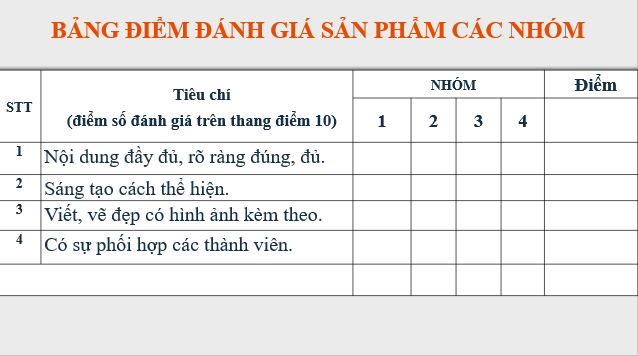 BẢNG ĐIỂM ĐÁNH GIÁ SẢN PHẨM CÁC NHÓM
STT
Tiêu chí
(điểm số đánh giá trên thang điểm 10)
NHÓM
Điểm
1 2 3 4
1 Nội dung đầy đủ, rõ ràng đúng, đủ.
2 Sáng tạo cách thể hiện.
3 Viết, vẽ đẹp có hình ảnh kèm theo.
4 Có sự phối hợp các thành viên.